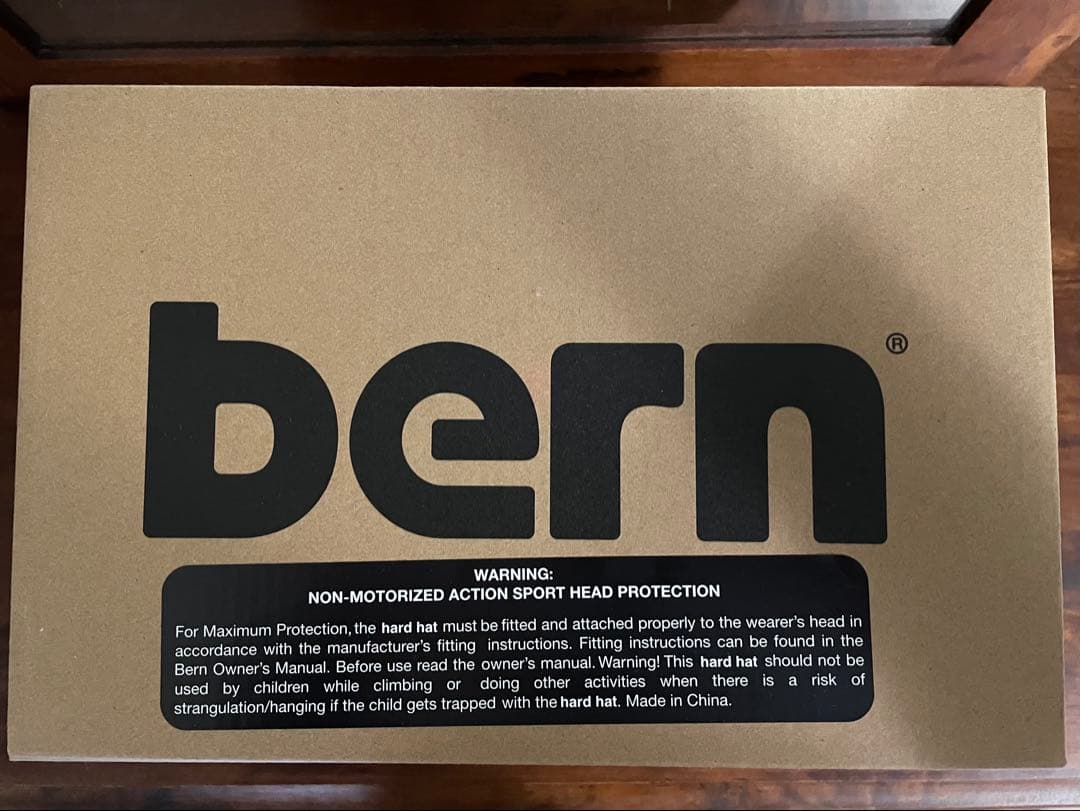 bern®
WARNING:
NON-MOTORIZED ACTION SPORT HEAD PROTECTION
For Maximum Protection, the hard hat must be fitted and attached properly to the wearer's head in
accordance with the manufacturer's fitting instructions. Fitting instructions can be found in the
Bern Owner's Manual. Before use read the owner's manual. Warning! This hard hat should not be
used by children while climbing or doing other activities when there is a risk of
strangulation/hanging if the child gets trapped with the hard hat. Made in China.